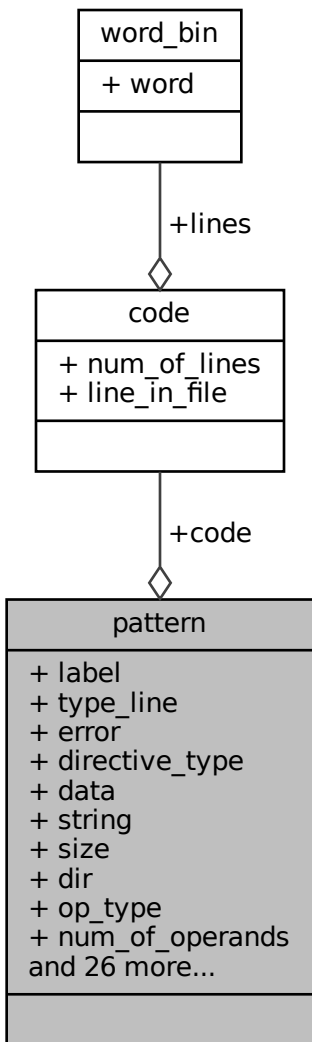 word_bin
+ word
+lines
code
+ num_of_lines
+ line_in_file
+code
pattern
+ label
+ type_line
+ error
+ directive_type
+ data
+ string
+ size
+ dir
+ op_type
+ num_of_operands
and 26 more...